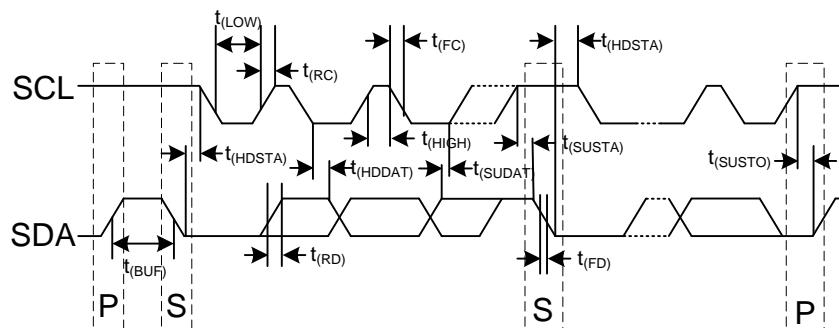 t(LOW)
t(RC)
t(FC)
t(HDSTA)
SCL
t(HDSTA)
t(HDDAT)
t(HIGH)
t(SUDAT)
t(SUSTA)
t(SUSTO)
SDA
t(BUF)
t(RD)
t(FD)
P
S
S
P